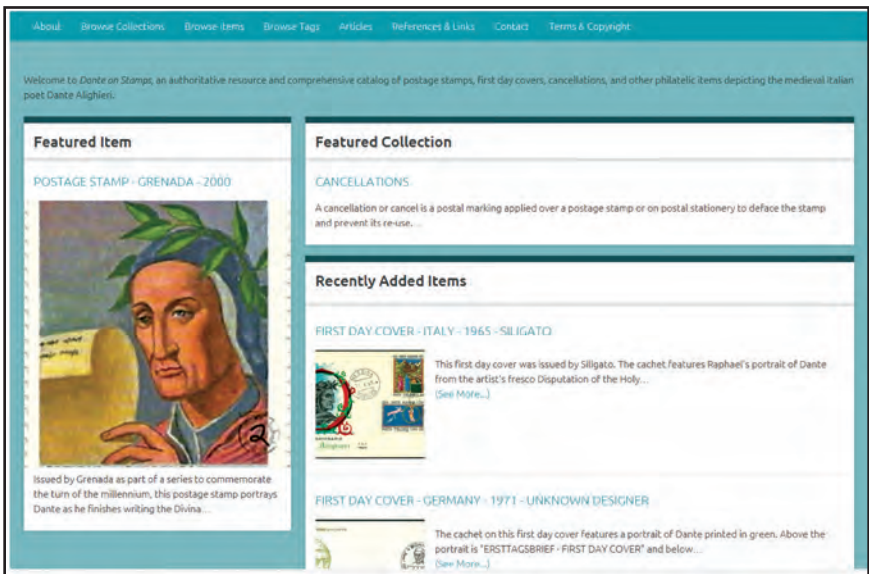 About Browse Collections Browse Items Browse Tags Articles References & Links Contact Terms & Copyright
Welcome to Dante on Stamps, an authoritative resource and comprehensive catalog of postage stamps, first day covers, cancellations, and other philatelic items depicting the medieval Italian
poet Dante Alighieri.
Featured Item
POSTAGE STAMP - GRENADA - 2000
Issued by Grenada as part of a series to commemorate
the turn of the millennium, this postage stamp portrays
Dante as he finishes writing the Divina...
Featured Collection
CANCELLATIONS
A cancellation or cancel is a postal marking applied over a postage stamp or on postal stationery to deface the stamp
and prevent its re-use....
Recently Added Items
FIRST DAY COVER - ITALY - 1965 - SILIGATO
This first day cover was issued by Siligato. The cachet features Raphael's portrait of Dante
from the artist's fresco Disputation of the Holy...
(See More...)
FIRST DAY COVER - GERMANY - 1971 - UNKNOWN DESIGNER
The cachet on this first day cover features a portrait of Dante printed in green. Above the
portrait is "ERSTTAGSBRIEF - FIRST DAY COVER" and below...
(See More...)